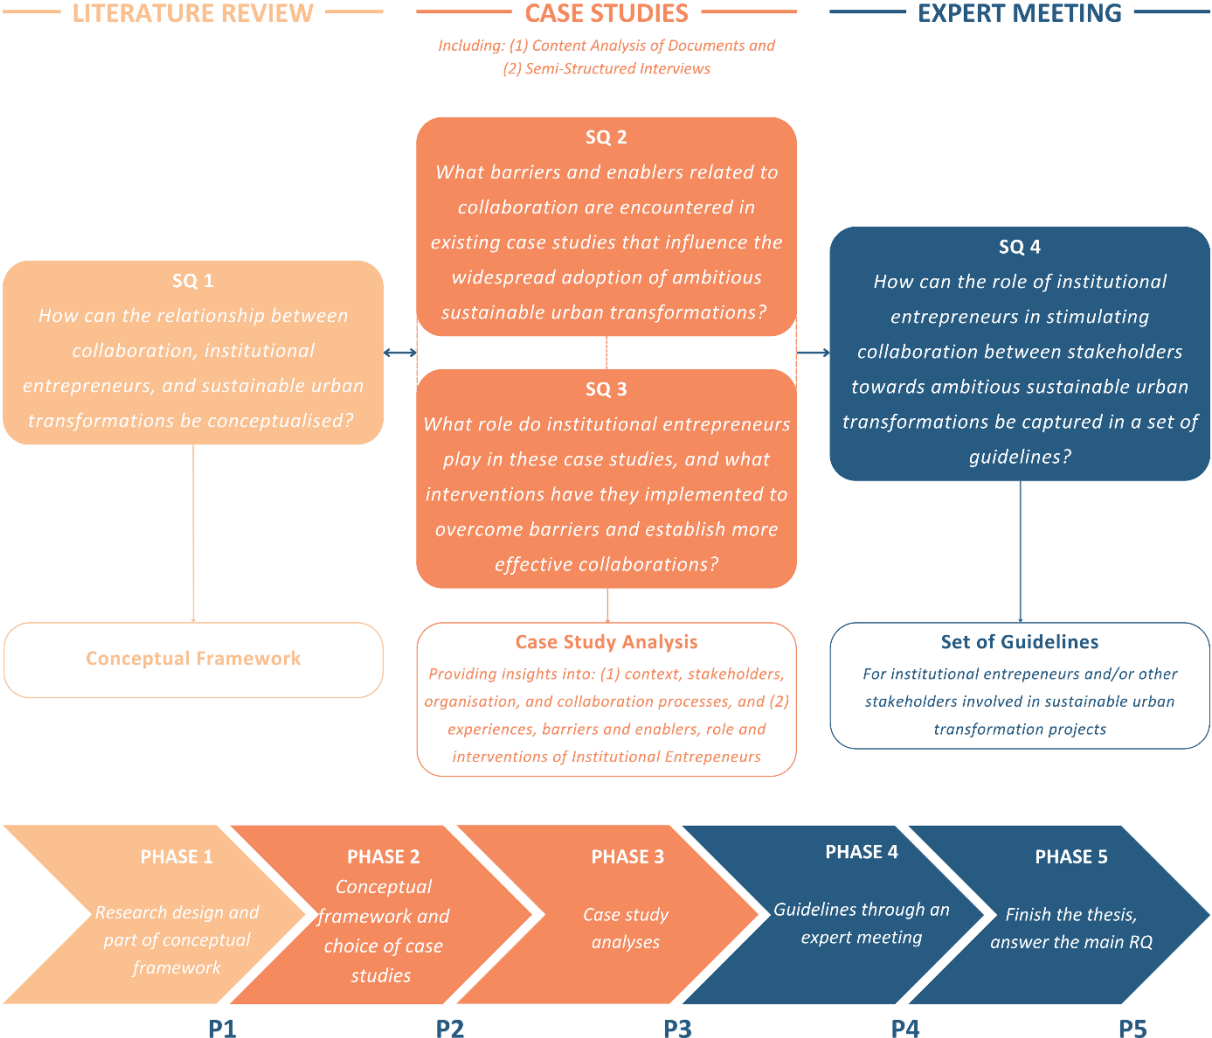 LITERATURE REVIEW
CASE STUDIES
EXPERT MEETING
Including: (1) Content Analysis of Documents and
(2) Semi-Structured Interviews
SQ 1
How can the relationship between
collaboration, institutional
entrepreneurs, and sustainable urban
transformations be conceptualised?
SQ 2
What barriers and enablers related to
collaboration are encountered in
existing case studies that influence the
widespread adoption of ambitious
sustainable urban transformations?
SQ 3
What role do institutional entrepreneurs
play in these case studies, and what
interventions have they implemented to
overcome barriers and establish more
effective collaborations?
SQ 4
How can the role of institutional
entrepreneurs in stimulating
collaboration between stakeholders
towards ambitious sustainable urban
transformations be captured in a set of
guidelines?
Conceptual Framework
Case Study Analysis
Providing insights into: (1) context, stakeholders,
organisation, and collaboration processes, and (2)
experiences, barriers and enablers, role and
interventions of Institutional Entrepeneurs
Set of Guidelines
For institutional entrepeneurs and/or other
stakeholders involved in sustainable urban
transformation projects
PHASE 1
Research design and
part of conceptual
framework
PHASE 2
Conceptual
framework and
choice of case
studies
PHASE 3
Case study
analyses
PHASE 4
Guidelines through an
expert meeting
PHASE 5
Finish the thesis,
answer the main RQ
P1
P2
P3
P4
P5